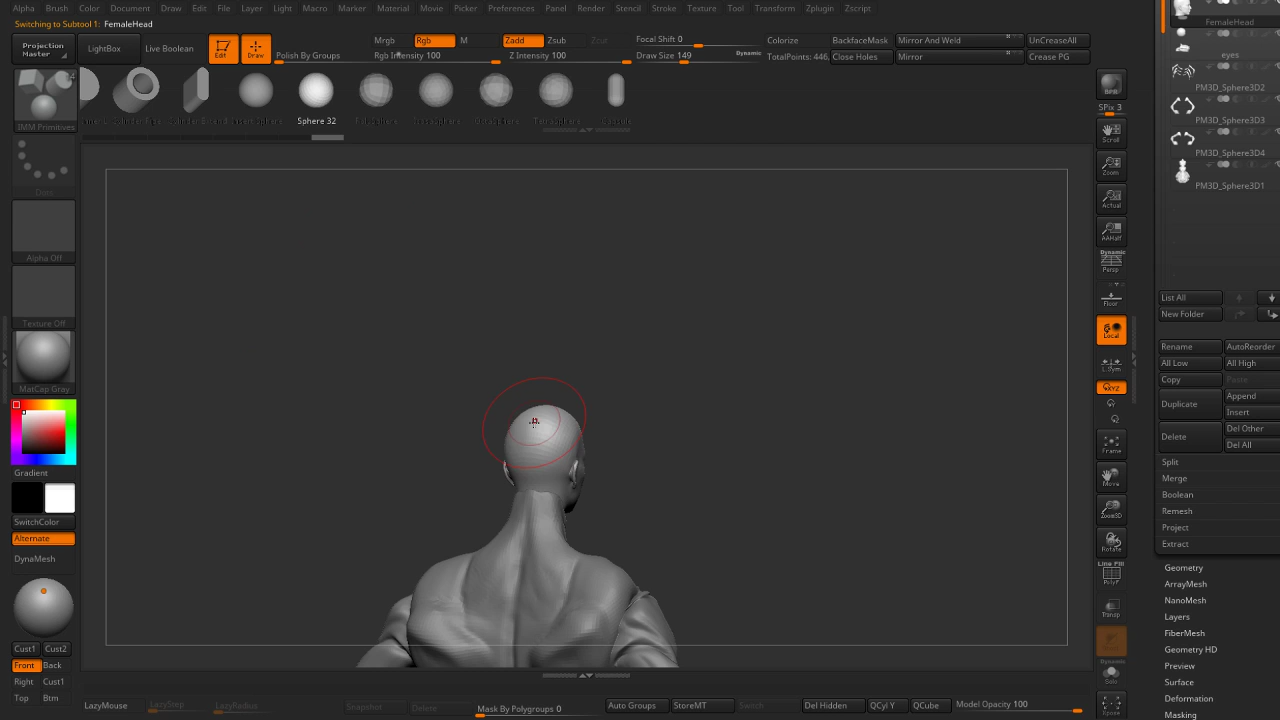 Alpha Brush Color Document Draw Edit File Layer Light Macro Marker Material Movie Picker Preferences Render Stencil Stroke Texture Tool Transform Zplugin Zscript
Switching to Subtool 1: FemaleHead
FemaleHead
Projection Master
LightBox
Live Boolean
Edit
Draw
Polish By Groups
Mrgb
Rgb
Rgb Intensity 100
Zadd
Zsub
Zcut
Z Intensity 100
Focal Shift 0
Draw Size 149
Dynamic
Colorize
TotalPoints: 446,
BackfaceMask
Close Holes
Mirror And Weld
Mirror
UnCreaseAll
Crease PG
eyes
14
IMM Primitives
Sphere 32
BPR
SPix 3
Scroll
Zoom
Actual
AAHalf
Dynamic
Persp
Floor
Local
L.Sym
XYZ
Frame
Move
Zoom3D
Rotate
Line Fill
PolyF
Transp
Dynamic
Solo
Xpose
PM3D_Sphere3D2
PM3D_Sphere3D3
PM3D_Sphere3D4
PM3D_Sphere3D1
Dots
Alpha Off
Texture Off
MatCap Gray
Gradient
SwitchColor
Alternate
DynaMesh
Cust1 Cust2
Front Back
Right Cust1
Top Btm
List All
New Folder
Rename AutoReorder
All Low All High
Copy Paste
Duplicate
Append
Insert
Delete
Del Other
Del All
Split
Merge
Boolean
Remesh
Project
Extract
Geometry
ArrayMesh
NanoMesh
Layers
FiberMesh
Geometry HD
Preview
Surface
Deformation
Masking
LazyMouse
LazyStep
LazyRadius
Snapshot
Delete
Mask By Polygroups 0
Auto Groups
StoreMT
Switch
Del Hidden
QCyl Y
QCube
Model Opacity 100